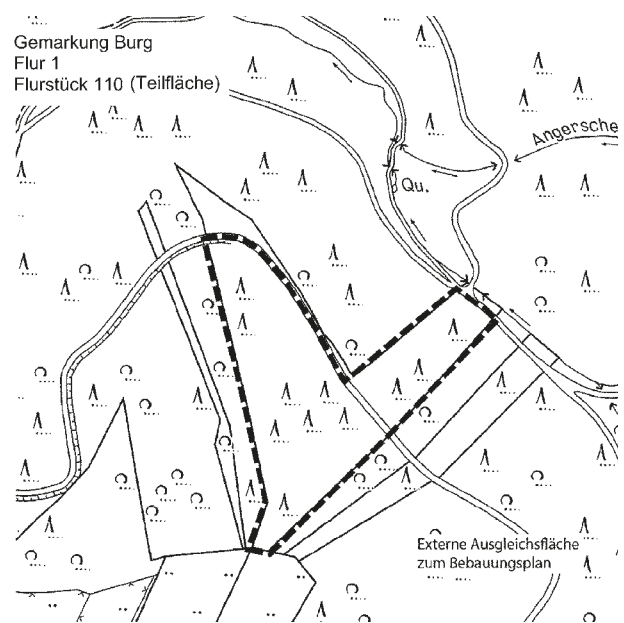 Gemarkung Burg
Flur 1
Flurstück 110 (Teilfläche)
Angersche
Qu.
Externe Ausgleichsfläche
zum Bebauungsplan